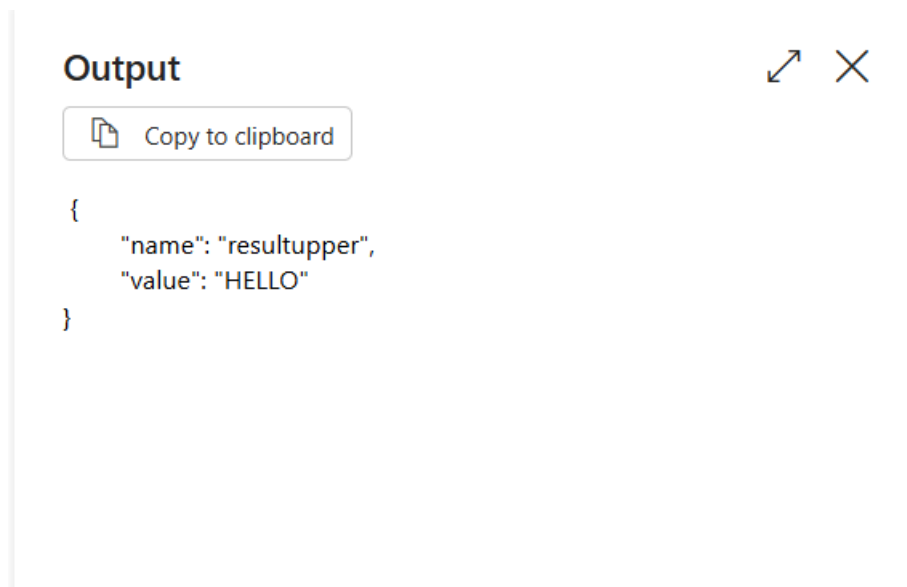 Output
Copy to clipboard
{
"name": "resultupper",
"value": "HELLO"
}